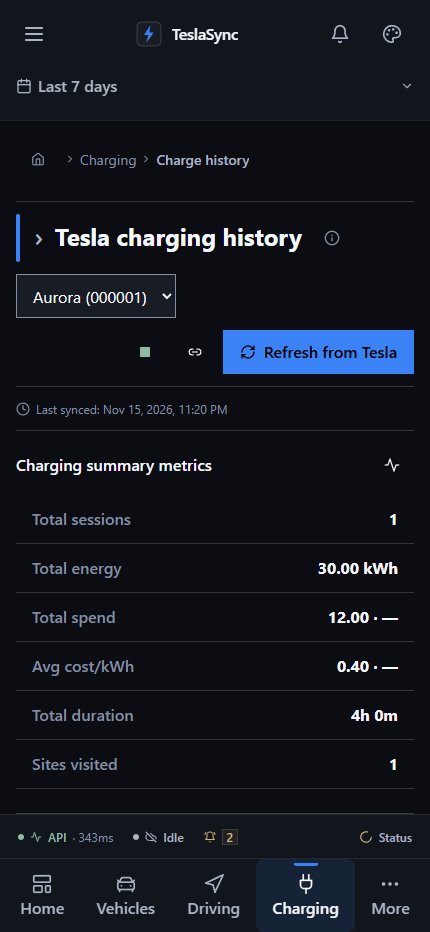 TeslaSync
Last 7 days
Charging
Charge history
Tesla charging history
Aurora (000001)
Refresh from Tesla
Last synced: Nov 15, 2026, 11:20 PM
Charging summary metrics
Total sessions 1
Total energy 30.00 kWh
Total spend 12.00 · —
Avg cost/kWh 0.40 · —
Total duration 4h 0m
Sites visited 1
API · 343ms Idle 2 Status
Home Vehicles Driving Charging More